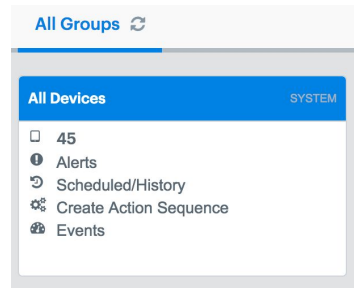 All Groups
All Devices SYSTEM
45
Alerts
Scheduled/History
Create Action Sequence
Events